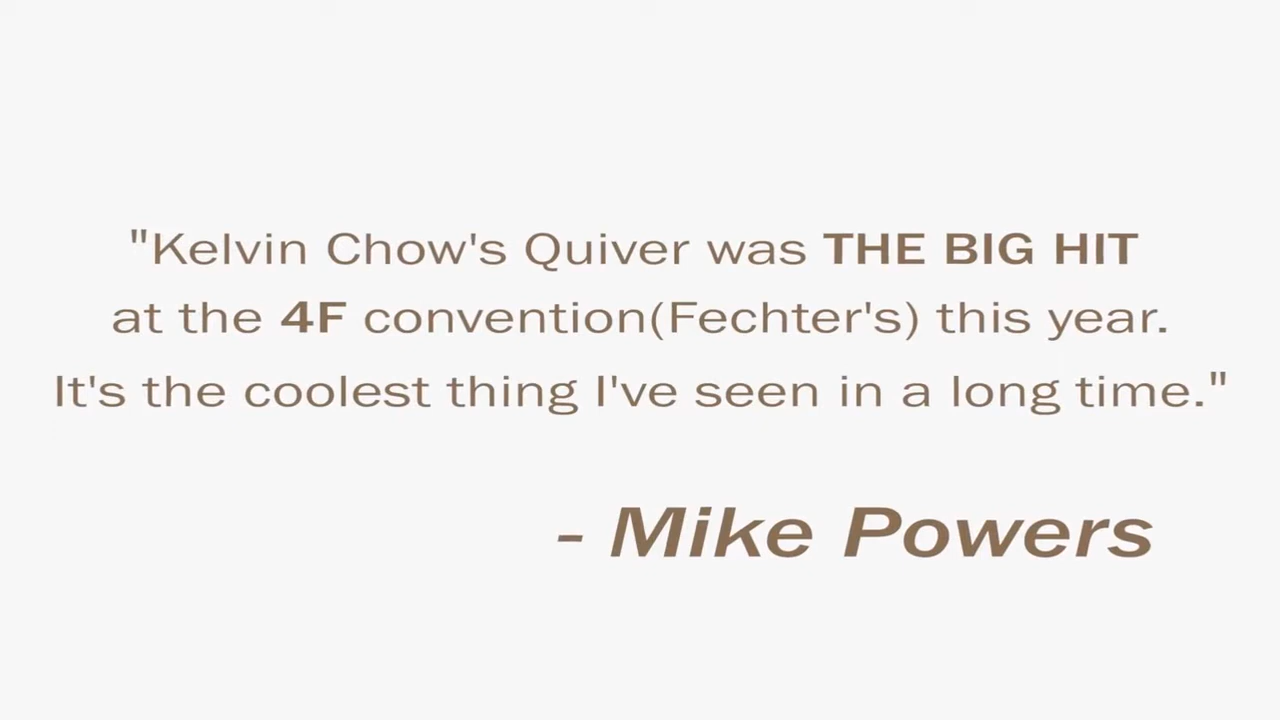 "Kelvin Chow's Quiver was THE BIG HIT
at the 4F convention(Fechter's) this year.
It's the coolest thing I've seen in a long time."
- Mike Powers